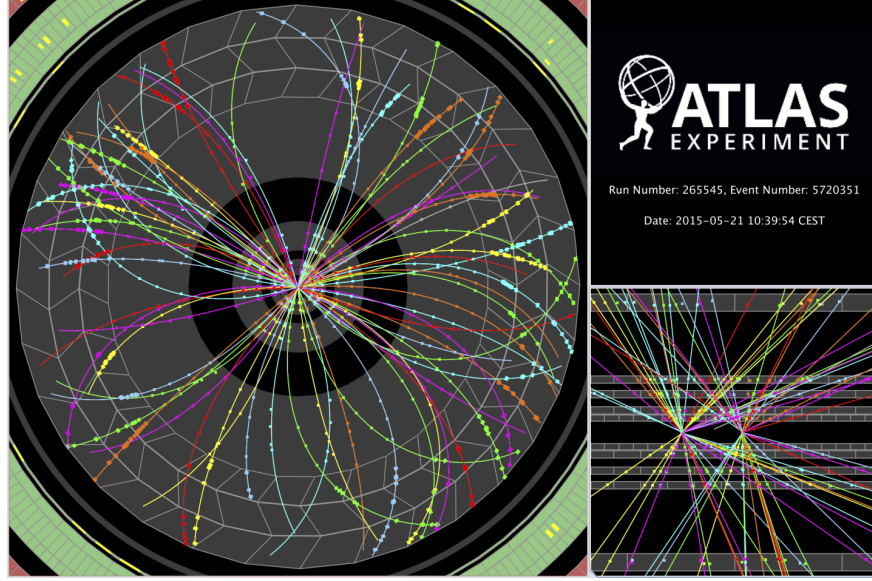 ATLAS
EXPERIMENT
Run Number: 265545, Event Number: 5720351
Date: 2015-05-21 10:39:54 CEST